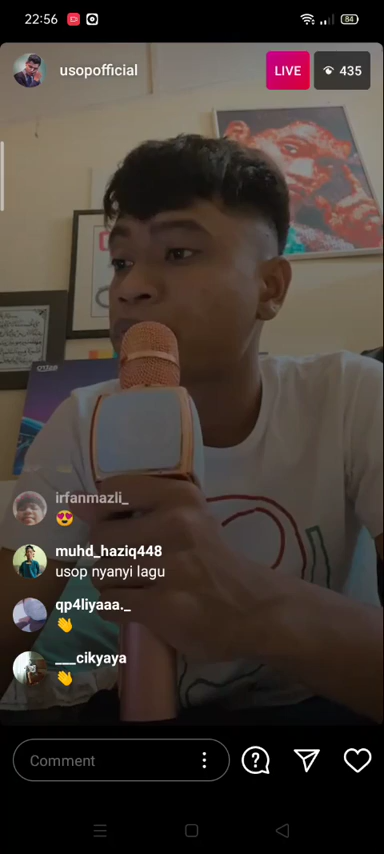 22:56
84
usopofficial
LIVE
435
irfanmazli_
😍
muhd_haziq448
usop nyanyi lagu
qp4liyaaa._
👏
___cikyaya
👏
Comment